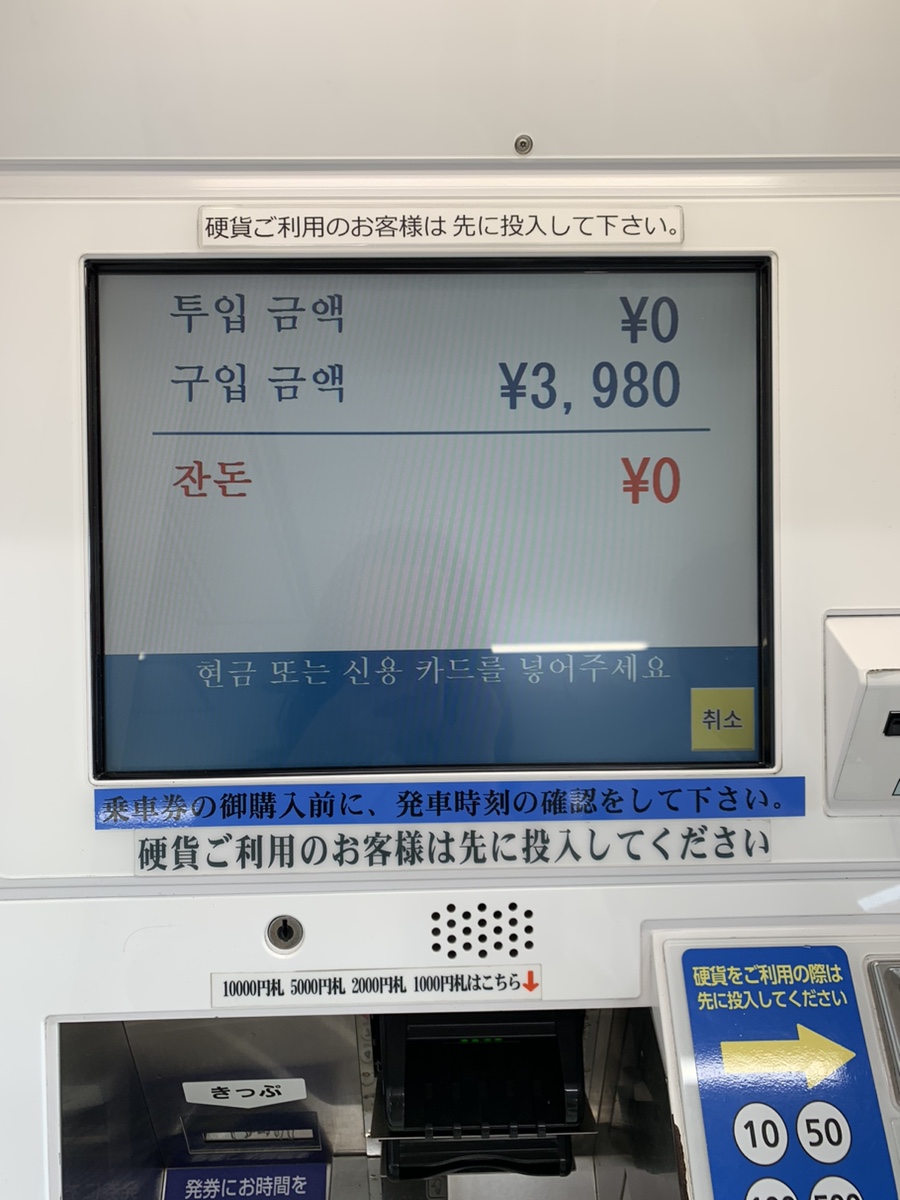 硬貨ご利用のお客様は 先に投入して下さい。
투입 금액 ¥0
구입 금액 ¥3,980
잔돈 ¥0
현금 또는 신용 카드를 넣어주세요
취소
乗車券の御購入前に、発車時刻の確認をして下さい。
硬貨ご利用のお客様は先に投入してください
10000円札 5000円札 2000円札 1000円札はこちら↓
硬貨をご利用の際は
先に投入してください
きっぷ
10 50
発券にお時間を